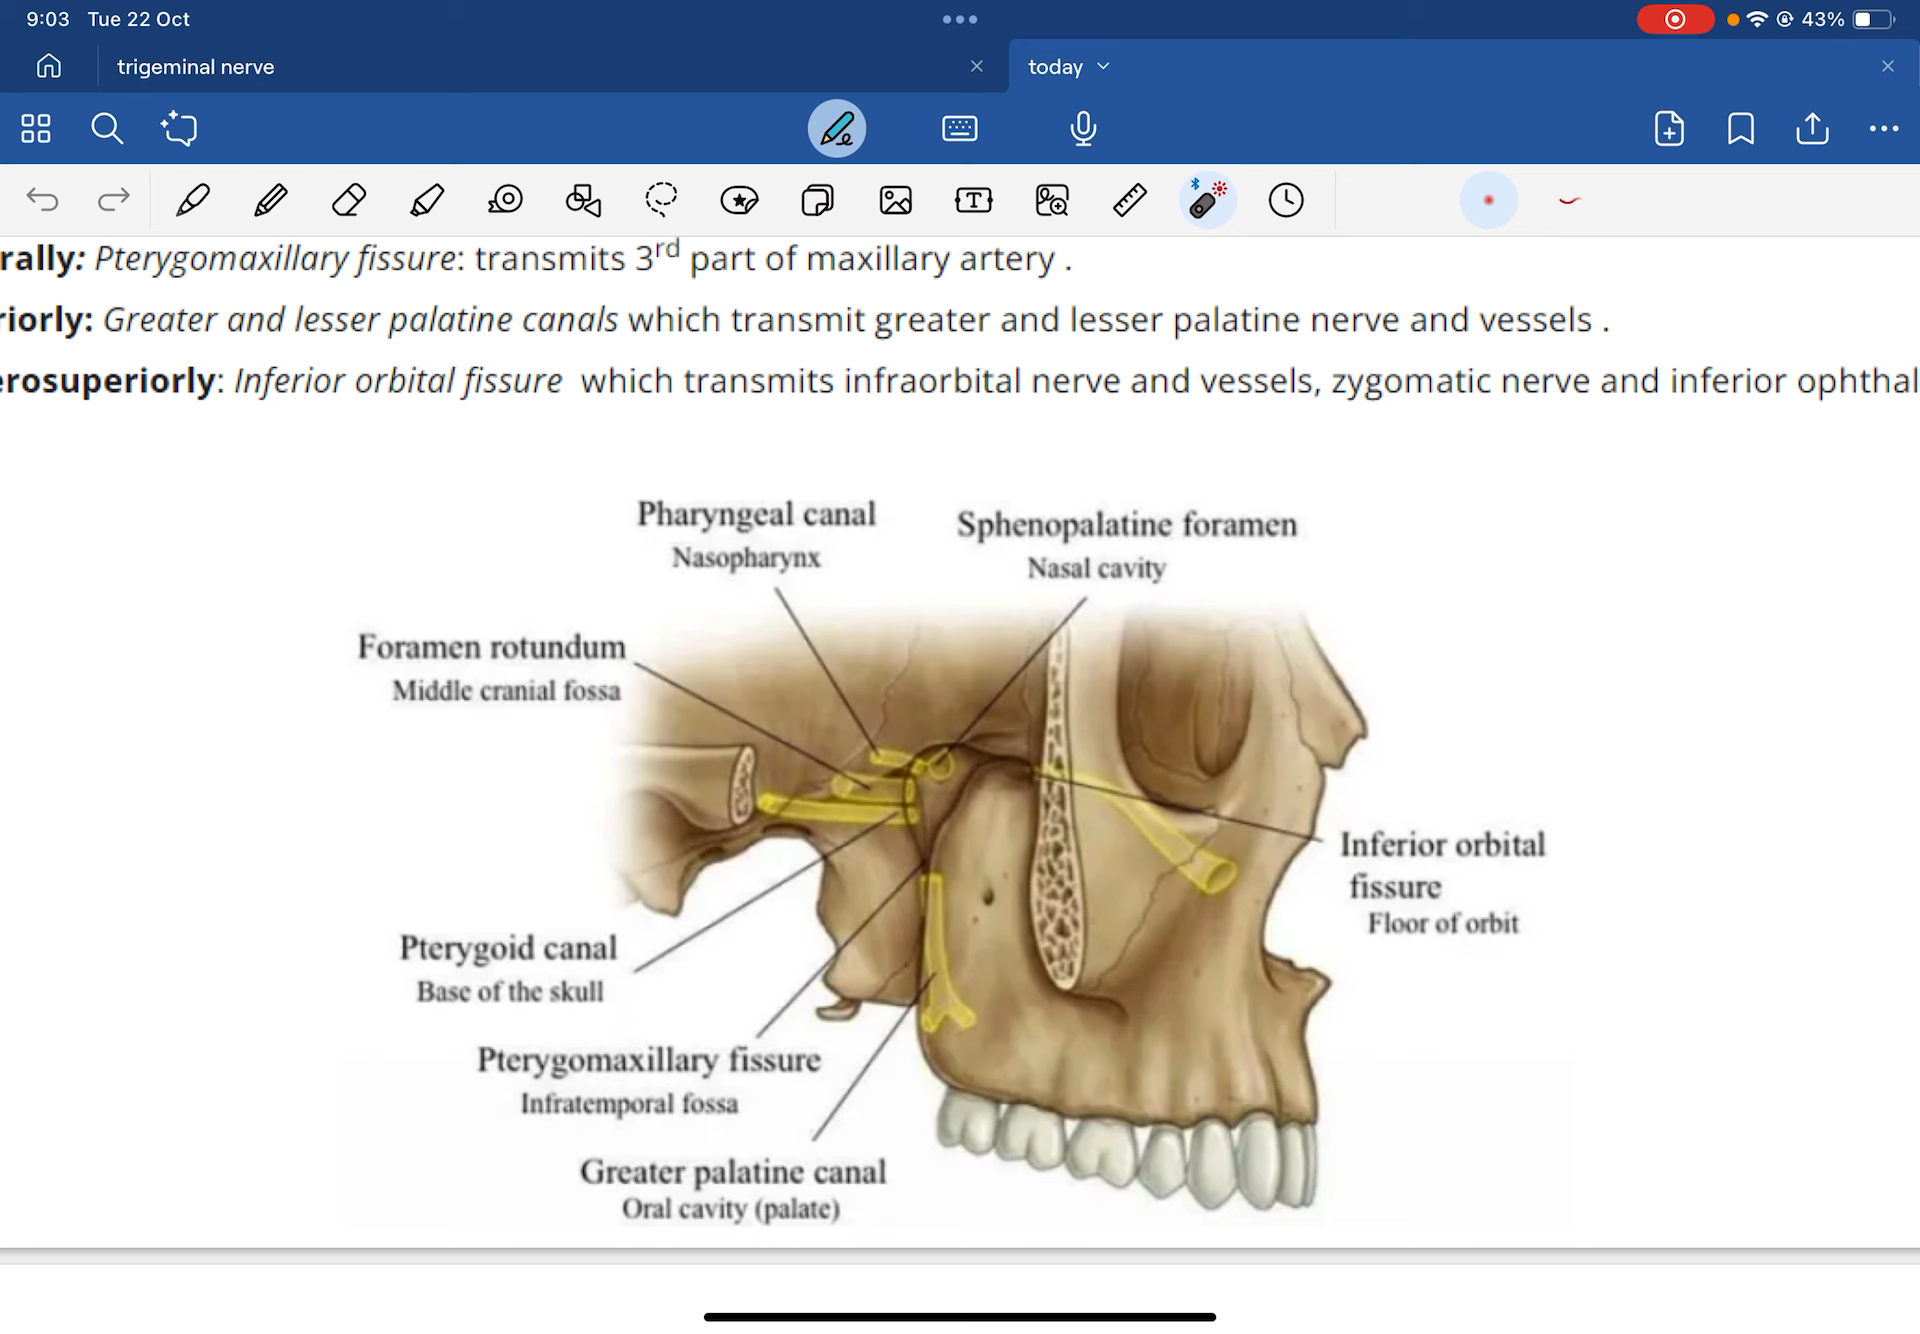 9:03 Tue 22 Oct
43%
trigeminal nerve
today
rally: Pterygomaxillary fissure: transmits 3rd part of maxillary artery .
riorly: Greater and lesser palatine canals which transmit greater and lesser palatine nerve and vessels .
erosuperiorly: Inferior orbital fissure which transmits infraorbital nerve and vessels, zygomatic nerve and inferior ophthal
Pharyngeal canal
Nasopharynx
Sphenopalatine foramen
Nasal cavity
Foramen rotundum
Middle cranial fossa
Inferior orbital
fissure
Floor of orbit
Pterygoid canal
Base of the skull
Pterygomaxillary fissure
Infratemporal fossa
Greater palatine canal
Oral cavity (palate)